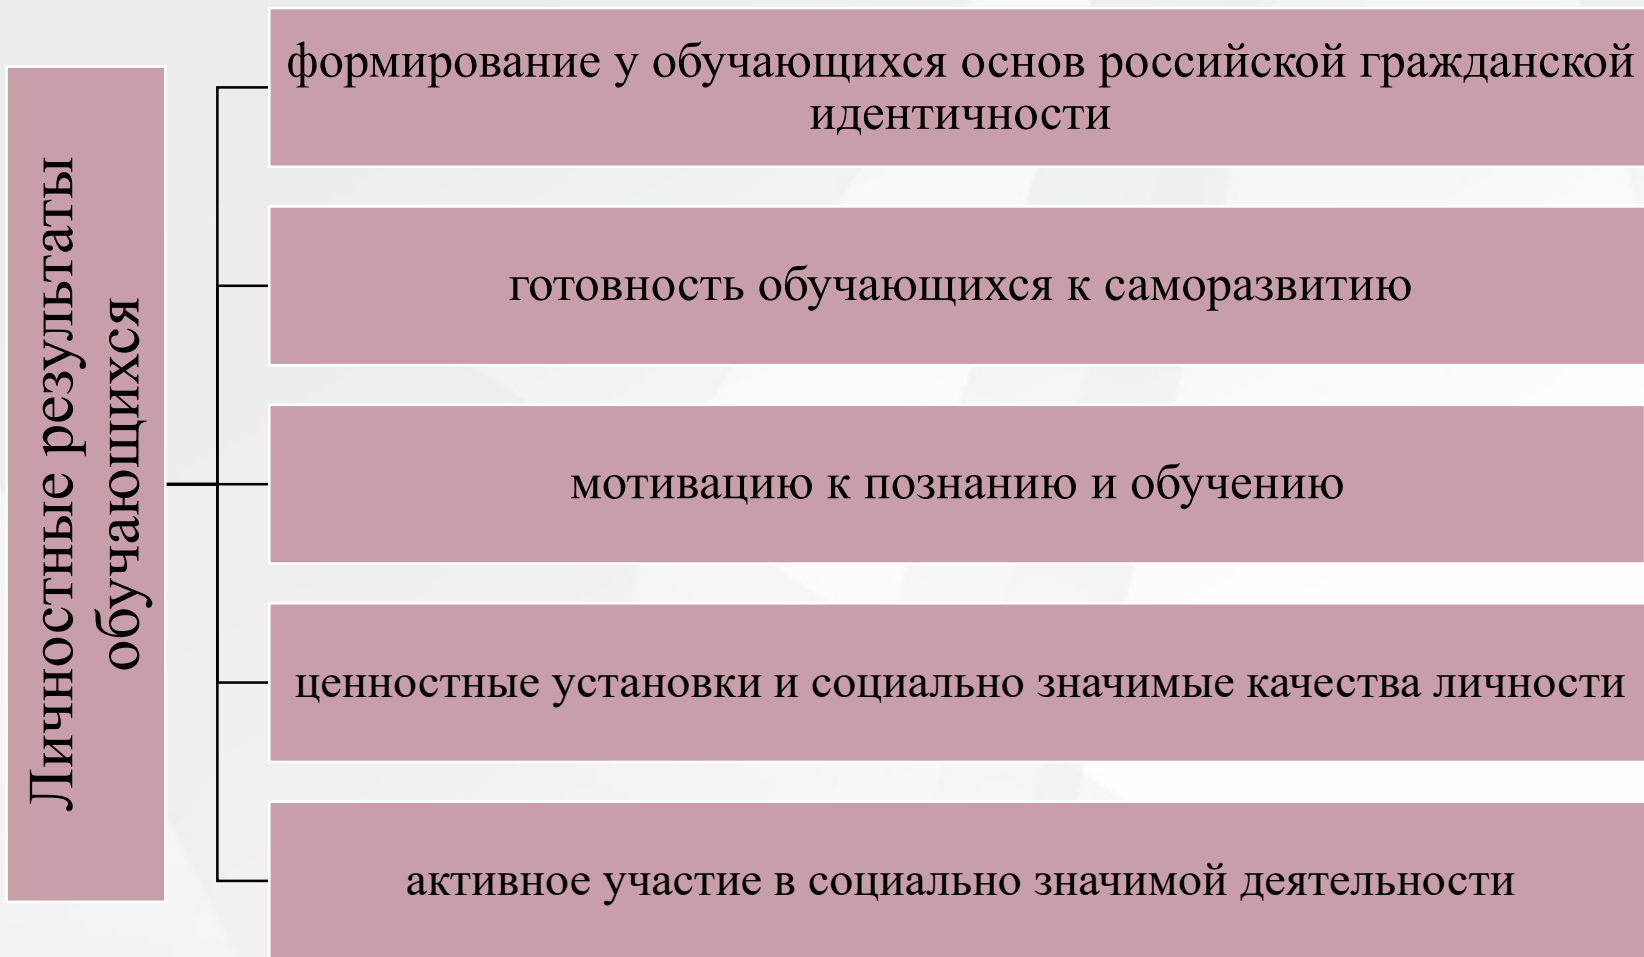 Личностные результаты
обучающихся
формирование у обучающихся основ российской гражданской
идентичности
готовность обучающихся к саморазвитию
мотивацию к познанию и обучению
ценностные установки и социально значимые качества личности
активное участие в социально значимой деятельности